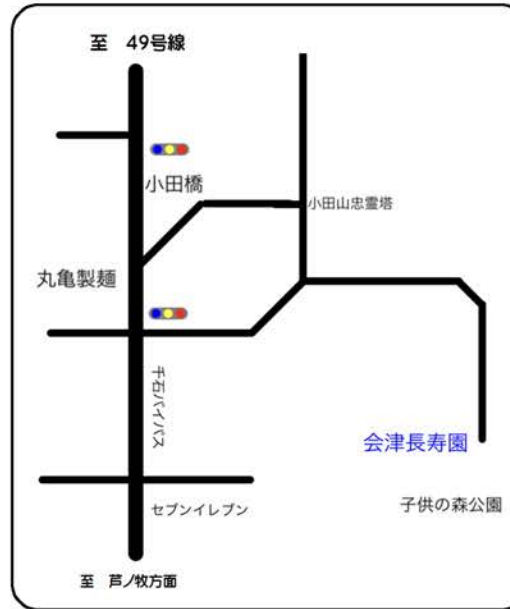 至　49号線
小田橋
小田山忠霊塔
丸亀製麺
千石バイパス
会津長寿園
子供の森公園
セブンイレブン
至　芦ノ牧方面